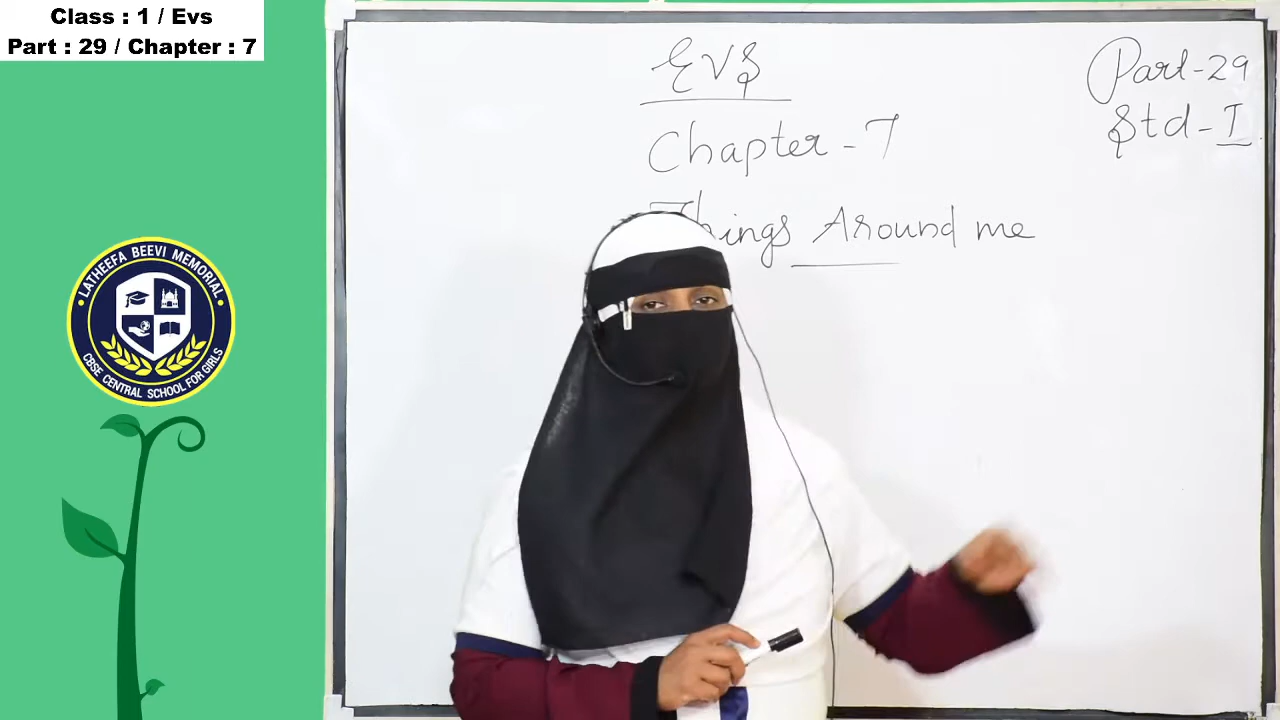 Class : 1 / Evs
Part : 29 / Chapter : 7
EVS
Part-29
Std-I
Chapter-7
Things Around me
LATHEEFA BEEVI MEMORIAL
CBSE CENTRAL SCHOOL FOR GIRLS